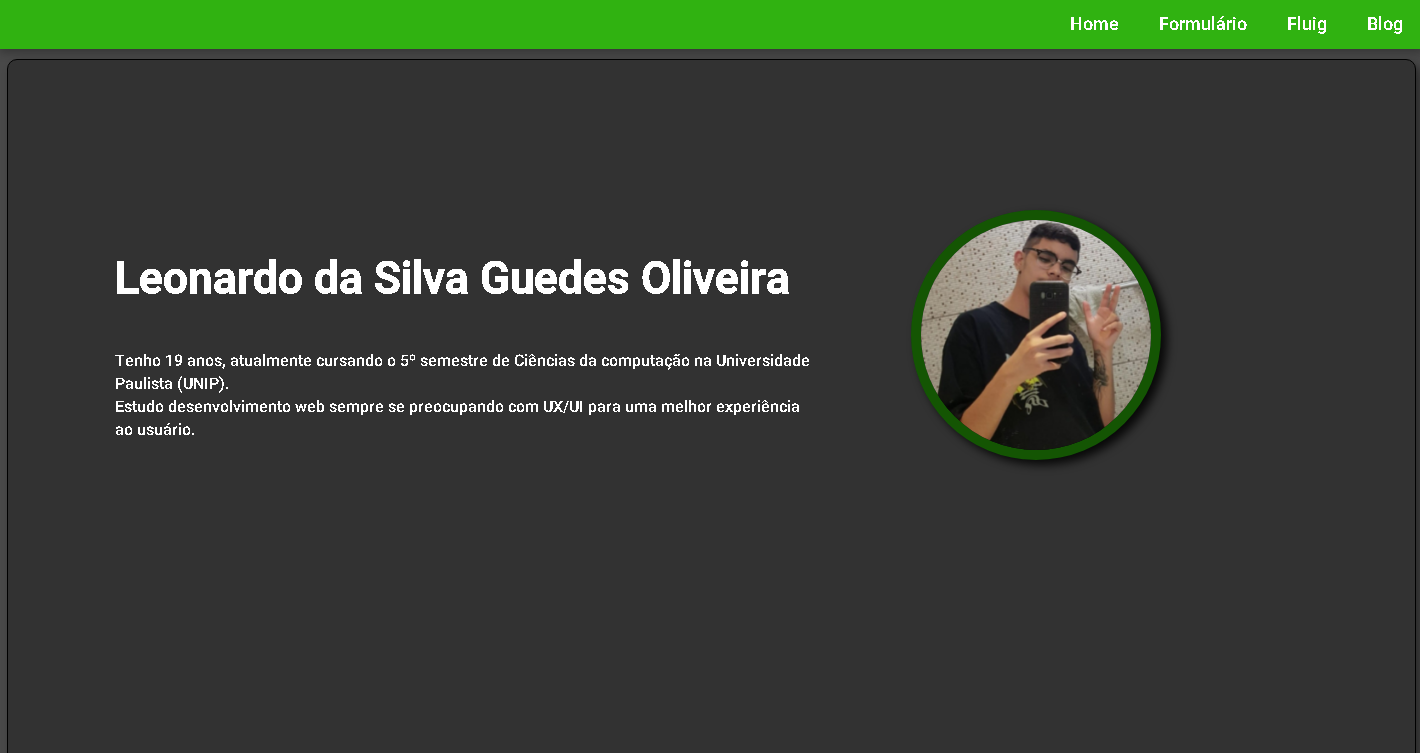 Home Formulário Fluig Blog
Leonardo da Silva Guedes Oliveira
Tenho 19 anos, atualmente cursando o 5º semestre de Ciências da computação na Universidade
Paulista (UNIP).
Estudo desenvolvimento web sempre se preocupando com UX/UI para uma melhor experiência
ao usuário.